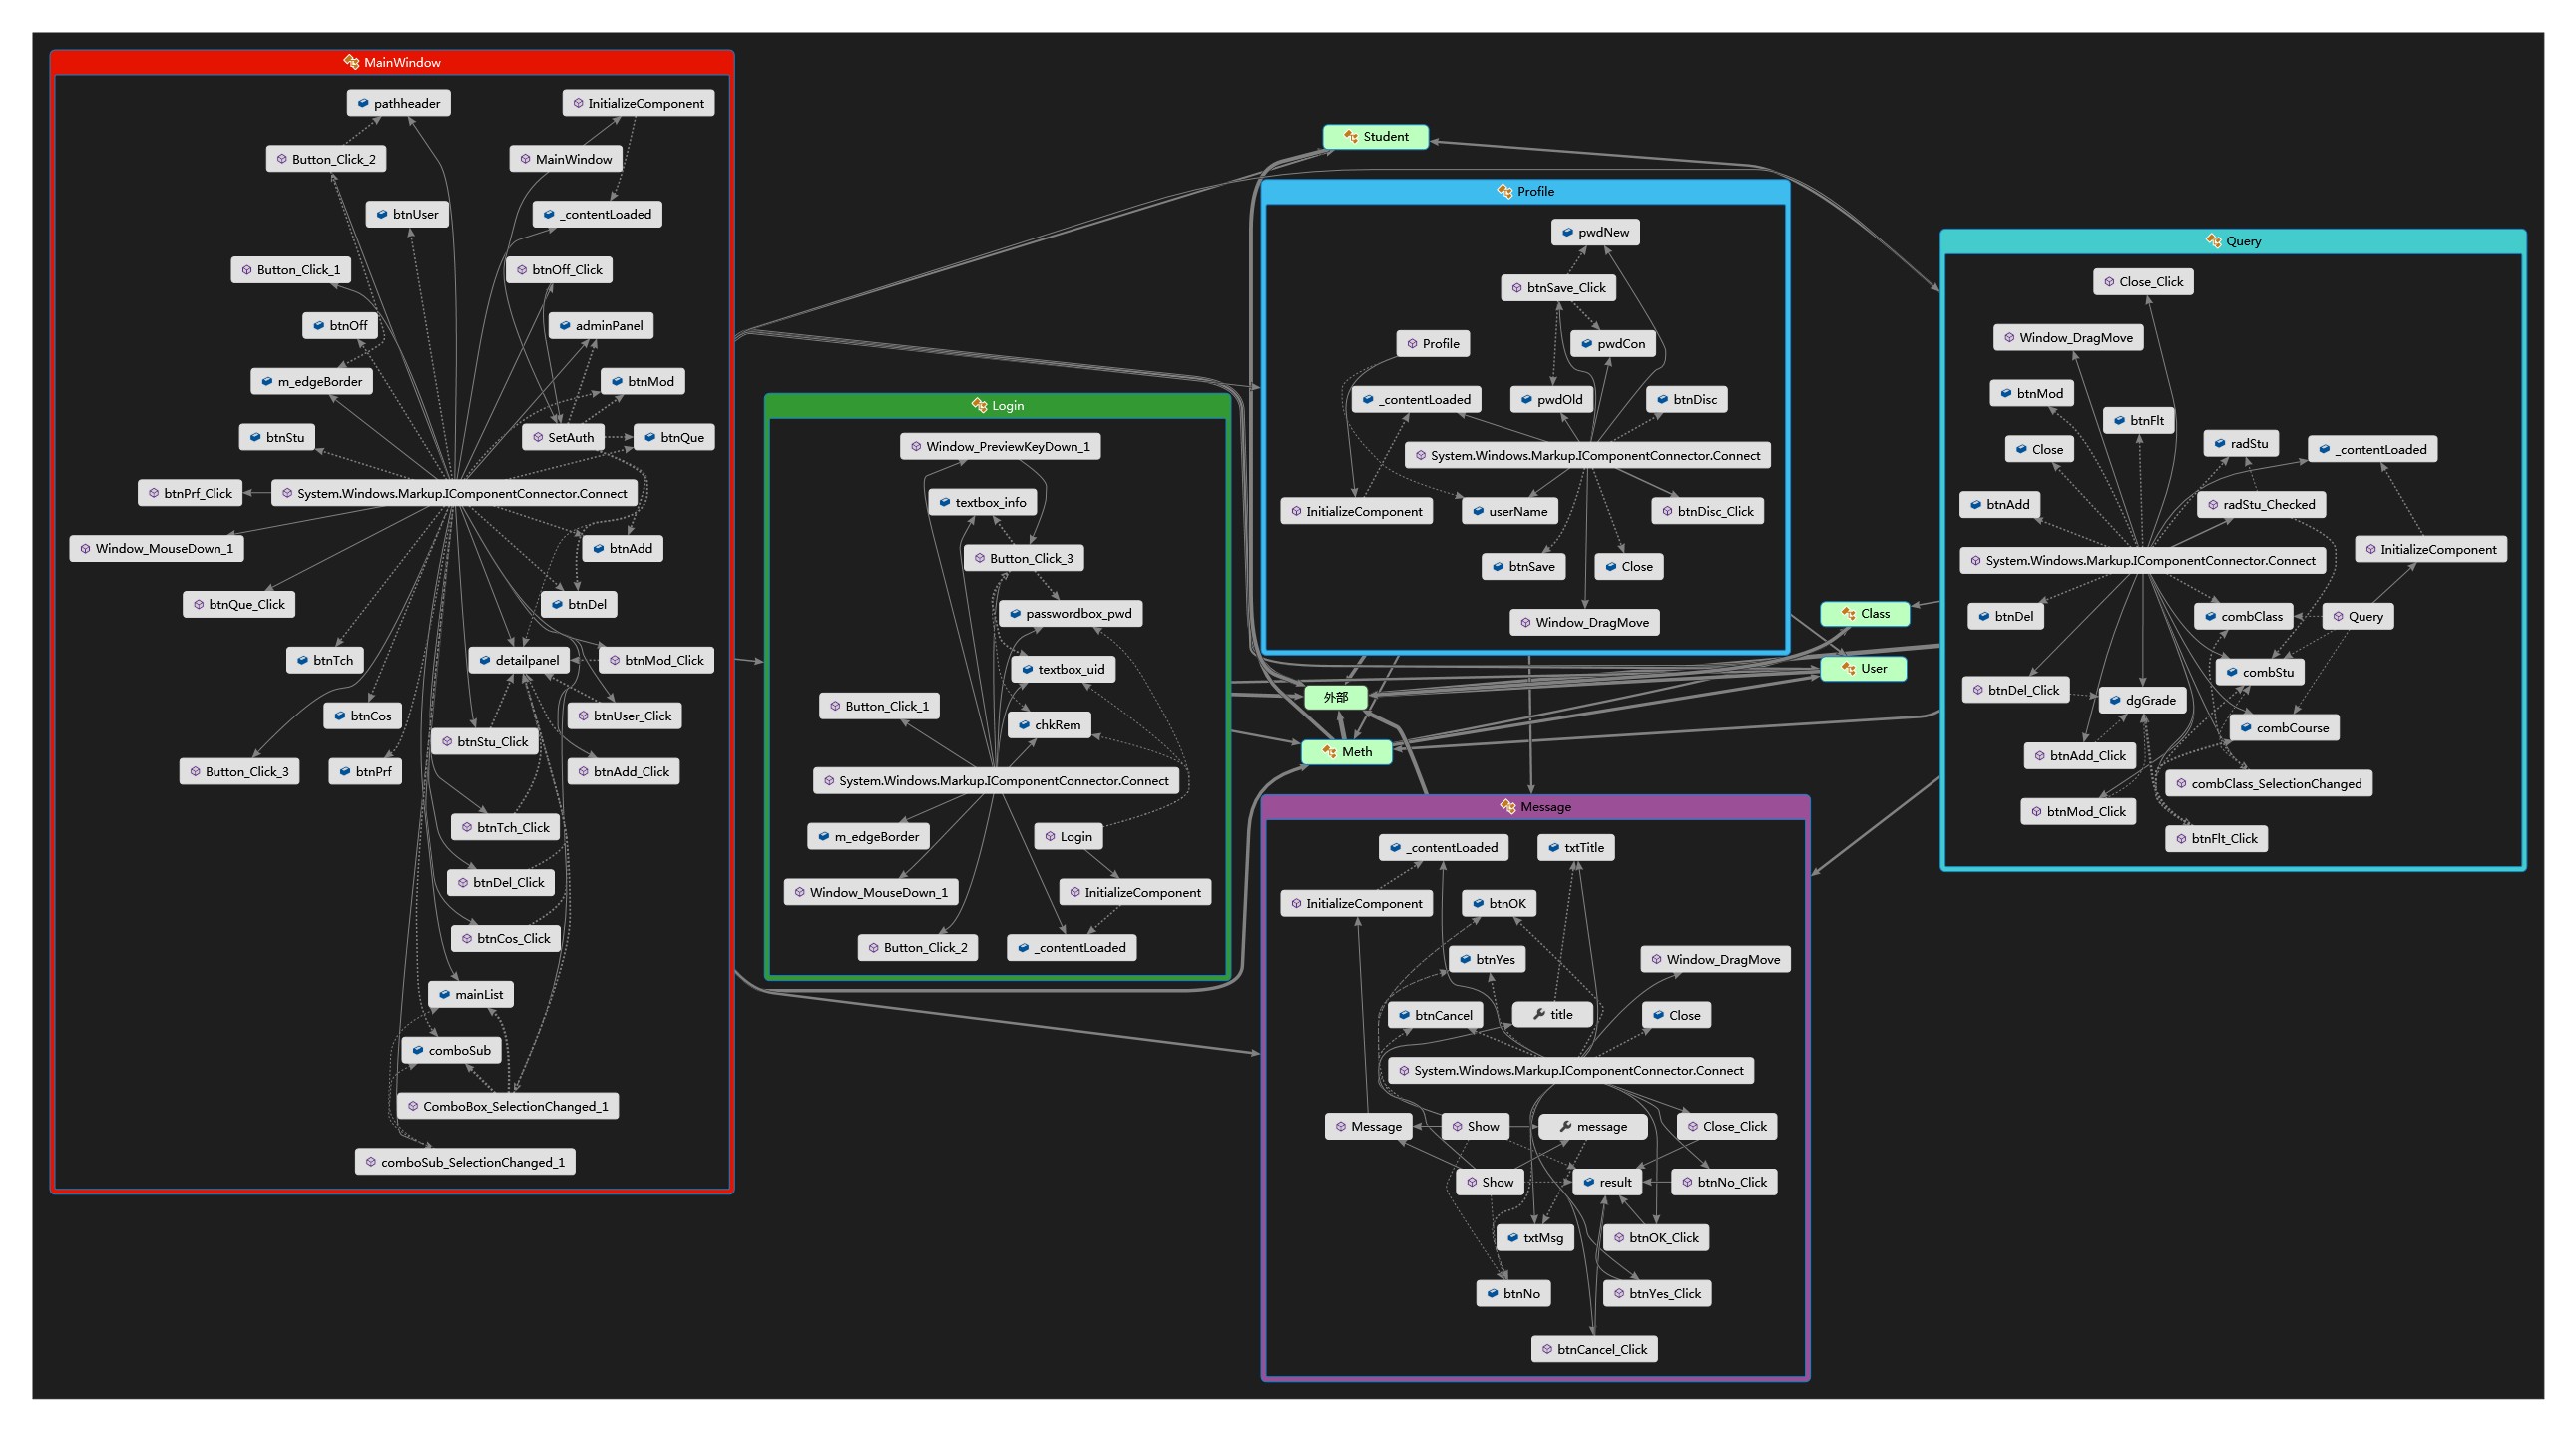 MainWindow
pathheader
InitializeComponent
Button_Click_2
MainWindow
btnUser
_contentLoaded
Button_Click_1
btnOff_Click
btnOff
adminPanel
m_edgeBorder
btnMod
btnStu
SetAuth
btnQue
btnPrf_Click
System.Windows.Markup.IComponentConnector.Connect
Window_MouseDown_1
btnAdd
btnQue_Click
btnDel
btnTch
detailpanel
btnMod_Click
btnCos
btnUser_Click
btnStu_Click
Button_Click_3
btnPrf
btnAdd_Click
btnTch_Click
btnDel_Click
btnCos_Click
mainList
comboSub
ComboBox_SelectionChanged_1
comboSub_SelectionChanged_1
Login
Window_PreviewKeyDown_1
textbox_info
Button_Click_3
passwordbox_pwd
textbox_uid
Button_Click_1
chkRem
System.Windows.Markup.IComponentConnector.Connect
m_edgeBorder
Login
Window_MouseDown_1
InitializeComponent
Button_Click_2
_contentLoaded
Student
Profile
pwdNew
btnSave_Click
Profile
pwdCon
_contentLoaded
pwdOld
btnDisc
System.Windows.Markup.IComponentConnector.Connect
InitializeComponent
userName
btnDisc_Click
btnSave
Close
Window_DragMove
Class
User
外部
Meth
Message
_contentLoaded
txtTitle
InitializeComponent
btnOK
btnYes
Window_DragMove
btnCancel
title
Close
System.Windows.Markup.IComponentConnector.Connect
Message
Show
message
Close_Click
Show
result
btnNo_Click
txtMsg
btnOK_Click
btnNo
btnYes_Click
btnCancel_Click
Query
Close_Click
Window_DragMove
btnMod
btnFlt
Close
radStu
_contentLoaded
btnAdd
radStu_Checked
System.Windows.Markup.IComponentConnector.Connect
InitializeComponent
btnDel
combClass
Query
combStu
btnDel_Click
dgGrade
combCourse
btnAdd_Click
combClass_SelectionChanged
btnMod_Click
btnFlt_Click